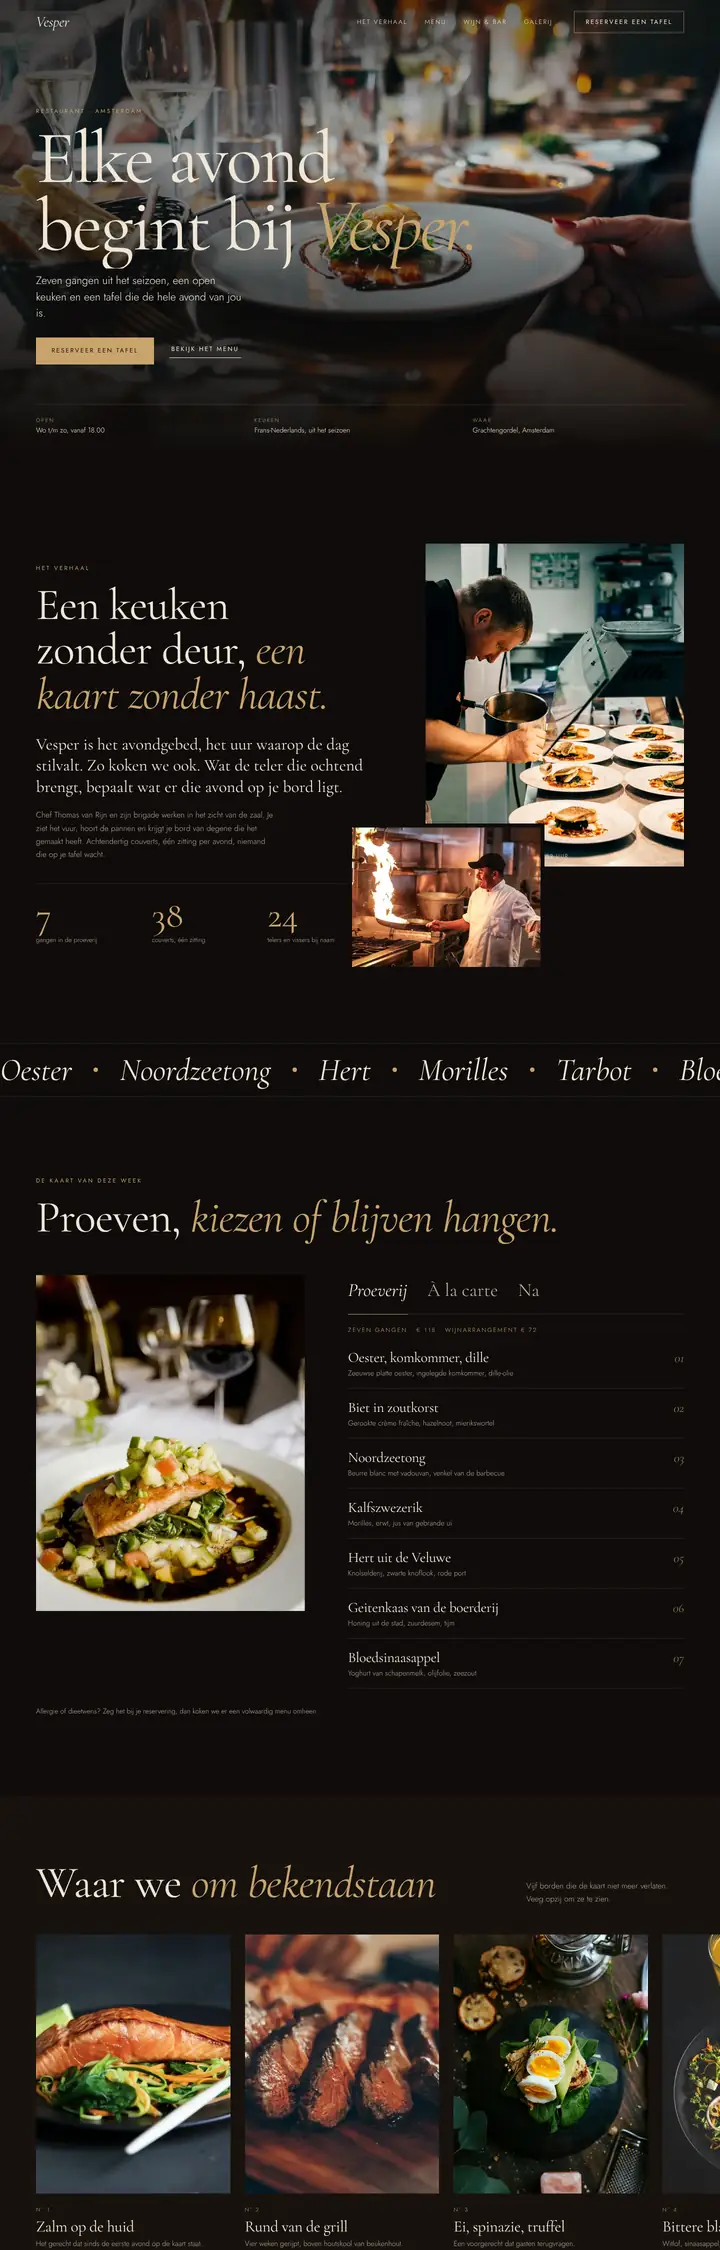 Vesper
HET VERHAAL MENU WIJN & BAR GALERIJ RESERVEER EEN TAFEL
RESTAURANT AMSTERDAM
Elke avond
begint bij Vesper.
Zeven gangen uit het seizoen, een open
keuken en een tafel die de hele avond van jou
is.
RESERVEER EEN TAFEL BEKIJK HET MENU
OPEN KEUKEN WAAR
Wo t/m zo, vanaf 18.00 Frans-Nederlands, uit het seizoen Grachtengordel, Amsterdam
HET VERHAAL
Een keuken
zonder deur, een
kaart zonder haast.
Vesper is het avondgebed, het uur waarop de dag
stilvalt. Zo koken we ook. Wat de teler die ochtend
brengt, bepaalt wat er die avond op je bord ligt.
Chef Thomas van Rijn en zijn brigade werken in het zicht van de zaal. Je
ziet het vuur, hoort de pannen en krijgt je bord van degene die het
gemaakt heeft. Achtendertig couverts, één zitting per avond, niemand
die op je tafel wacht.
7 38 24
gangen in de proeverij couverts, één zitting telers en vissers bij naam
Oester • Noordzeetong • Hert • Morilles • Tarbot • Bloe
DE KAART VAN DEZE WEEK
Proeven, kiezen of blijven hangen.
Proeverij À la carte Na
ZEVEN GANGEN € 118 WIJNARRANGEMENT € 72
Oester, komkommer, dille 01
Zeeuwse platte oester, ingelegde komkommer, dille-olie
Biet in zoutkorst 02
Gerookte crème fraîche, hazelnoot, mierikswortel
Noordzeetong 03
Beurre blanc met vadouvan, venkel van de barbecue
Kalfszwezerik 04
Morilles, erwt, jus van gebrande ui
Hert uit de Veluwe 05
Knolselderij, zwarte knoflook, rode port
Geitenkaas van de boerderij 06
Honing uit de stad, zuurdesem, tijm
Bloedsinaasappel 07
Yoghurt van schapenmelk, olijfolie, zeezout
Allergie of dieetwens? Zeg het bij je reservering, dan koken we er een volwaardig menu omheen
Waar we om bekendstaan
Vijf borden die de kaart niet meer verlaten.
Veeg opzij om ze te zien.
N° 1 N° 2 N° 3 N° 4
Zalm op de huid Rund van de grill Ei, spinazie, truffel Bittere bl
Het gerecht dat sinds de eerste avond op de kaart staat. Vier weken gerijpt, boven houtskool van beukenhout. Een voorgerecht dat gasten terugvragen. Witlof, sinaasappel